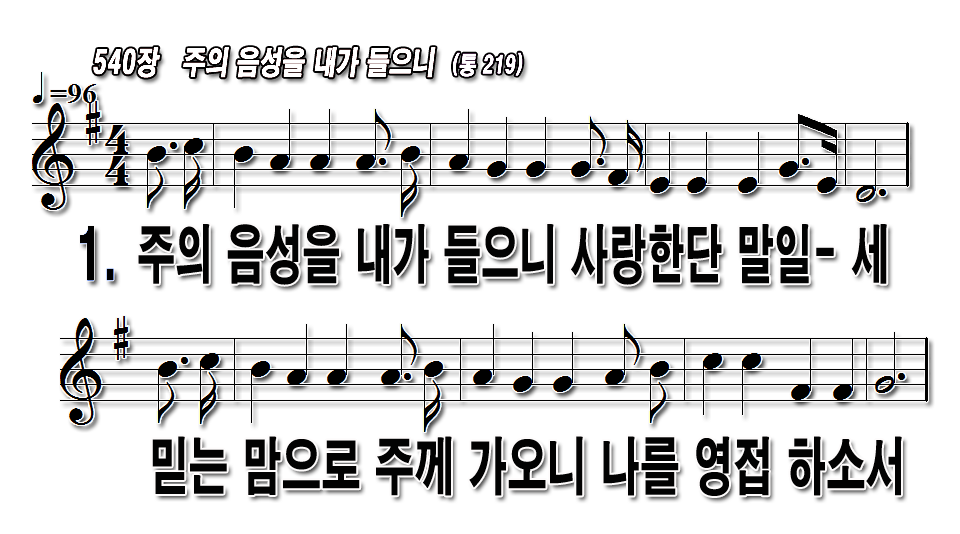 540장 주의 음성을 내가 들으니 (통 219)
♩=96
4
4
1. 주의 음성을 내가 들으니 사랑한단 말일- 세
믿는 맘으로 주께 가오니 나를 영접 하소서